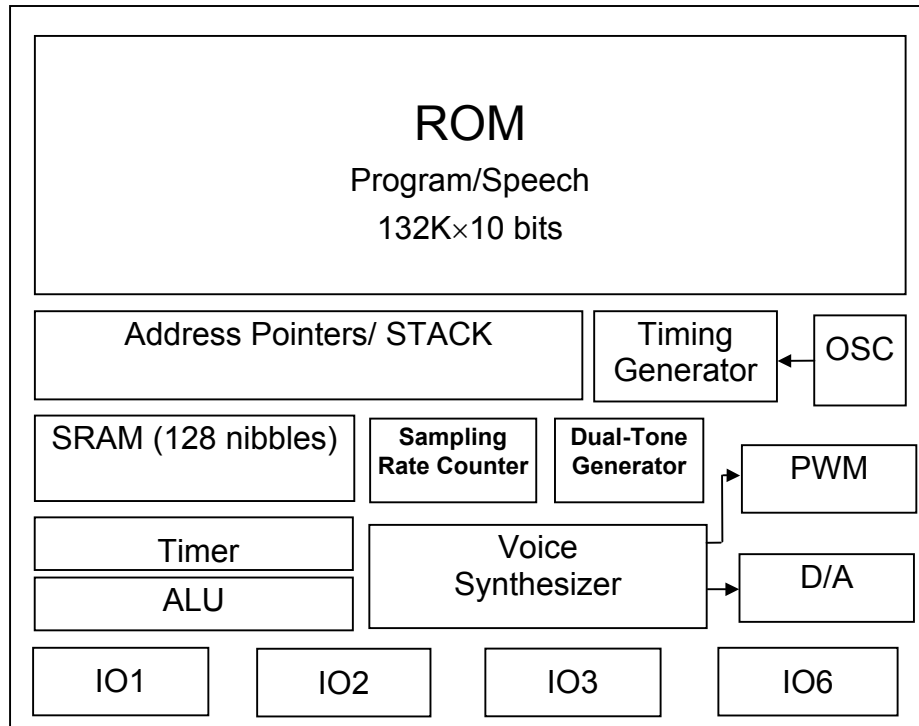 ROM
Program/Speech
132K×10 bits
Address Pointers/ STACK
Timing
Generator
OSC
SRAM (128 nibbles)
Sampling
Rate Counter
Dual-Tone
Generator
PWM
Timer
Voice
Synthesizer
D/A
ALU
IO1
IO2
IO3
IO6